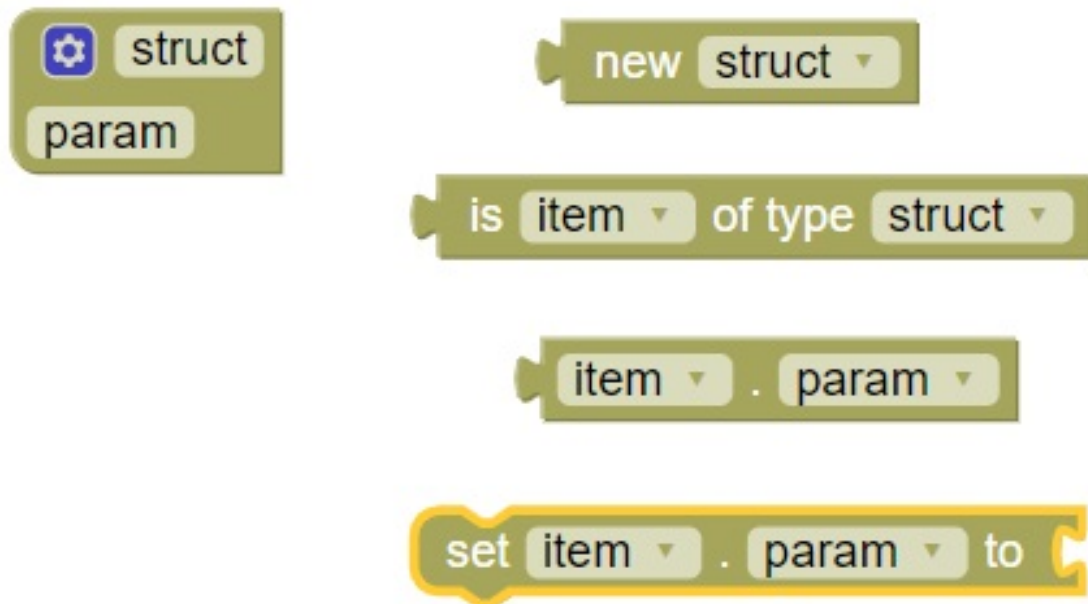 struct
param
new struct
is item of type struct
item . param
set item . param to